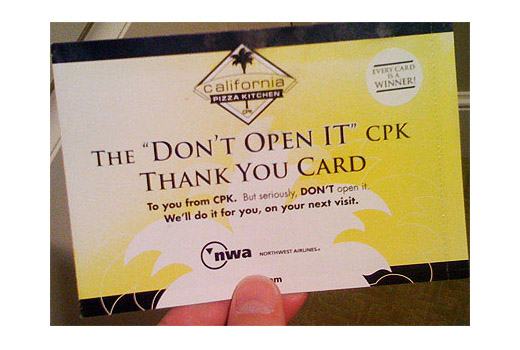 california
PIZZA KITCHEN
CPK
EVERY CARD
IS A
WINNER!
THE "DON'T OPEN IT" CPK
THANK YOU CARD
To you from CPK. But seriously, DON'T open it.
We'll do it for you, on your next visit.
nwa NORTHWEST AIRLINES